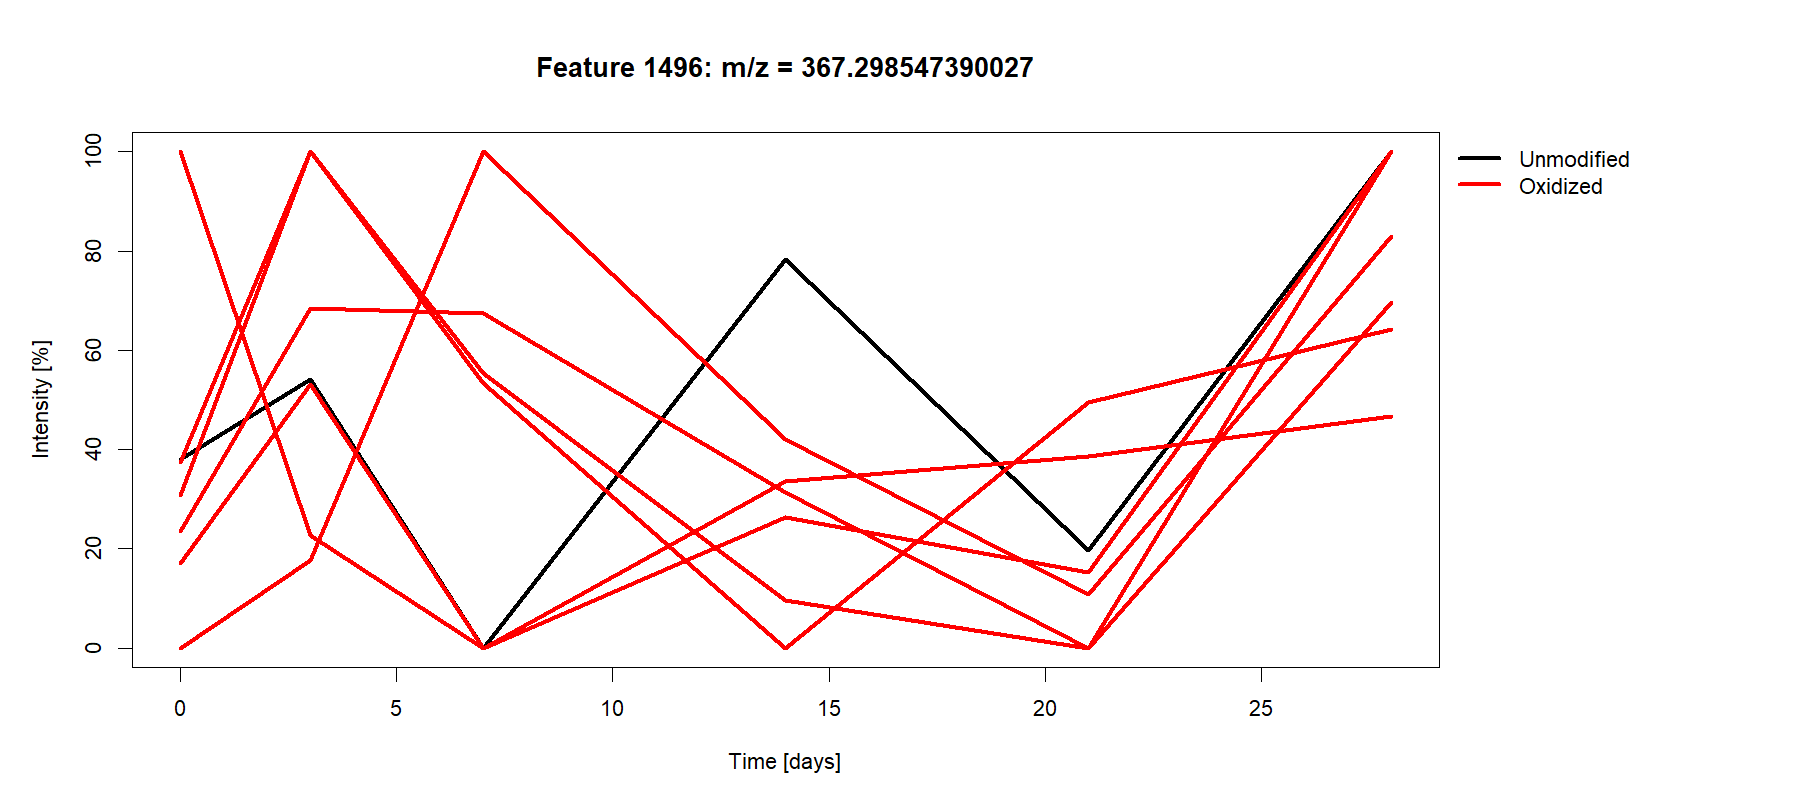 Feature 1496: m/z = 367.298547390027
Unmodified
Oxidized
Intensity [%]
100
80
60
40
20
0
0 5 10 15 20 25
Time [days]